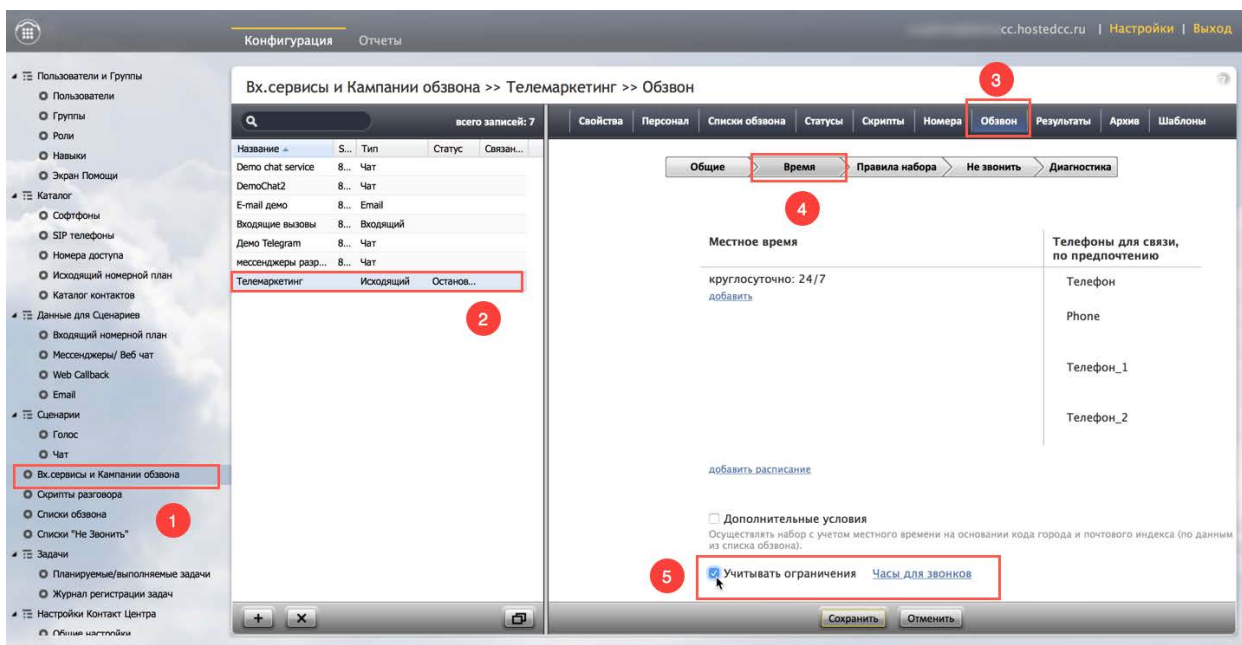 cc.hostedcc.ru | Настройки | Выход
Конфигурация Отчеты
Пользователи и Группы
Пользователи
Группы
Роли
Навыки
Экран Помощи
Каталог
Софтфоны
SIP телефоны
Номера доступа
Исходящий номерной план
Каталог контактов
Данные для Сценариев
Входящий номерной план
Мессенджеры/ Веб чат
Web Callback
Email
Сценарии
Голос
Чат
Вх.сервисы и Кампании обзвона
Скрипты разговора
1
Списки обзвона
Списки "Не Звонить"
Задачи
Планируемые/выполняемые задачи
Журнал регистрации задач
Настройки Контакт Центра
Общие настройки
Вх.сервисы и Кампании обзвона >> Телемаркетинг >> Обзвон
3
?
всего записей: 7
Название S... Тип Статус Связан...
Demo chat service 8... Чат
DemoChat2 8... Чат
E-mail демо 8... Email
Входящие вызовы 8... Входящий
Демо Telegram 8... Чат
мессенджеры разр... 8... Чат
Телемаркетинг Исходящий Останов...
2
Свойства Персонал Списки обзвона Статусы Скрипты Номера Обзвон Результаты Архив Шаблоны
Общие Время Правила набора Не звонить Диагностика
4
Местное время
Телефоны для связи,
по предпочтению
круглосуточно: 24/7
добавить
Телефон
Phone
Телефон_1
Телефон_2
добавить расписание
Дополнительные условия
Осуществлять набор с учетом местного времени на основании кода города и почтового индекса (по данным
из списка обзвона).
5
Учитывать ограничения Часы для звонков
Сохранить Отменить